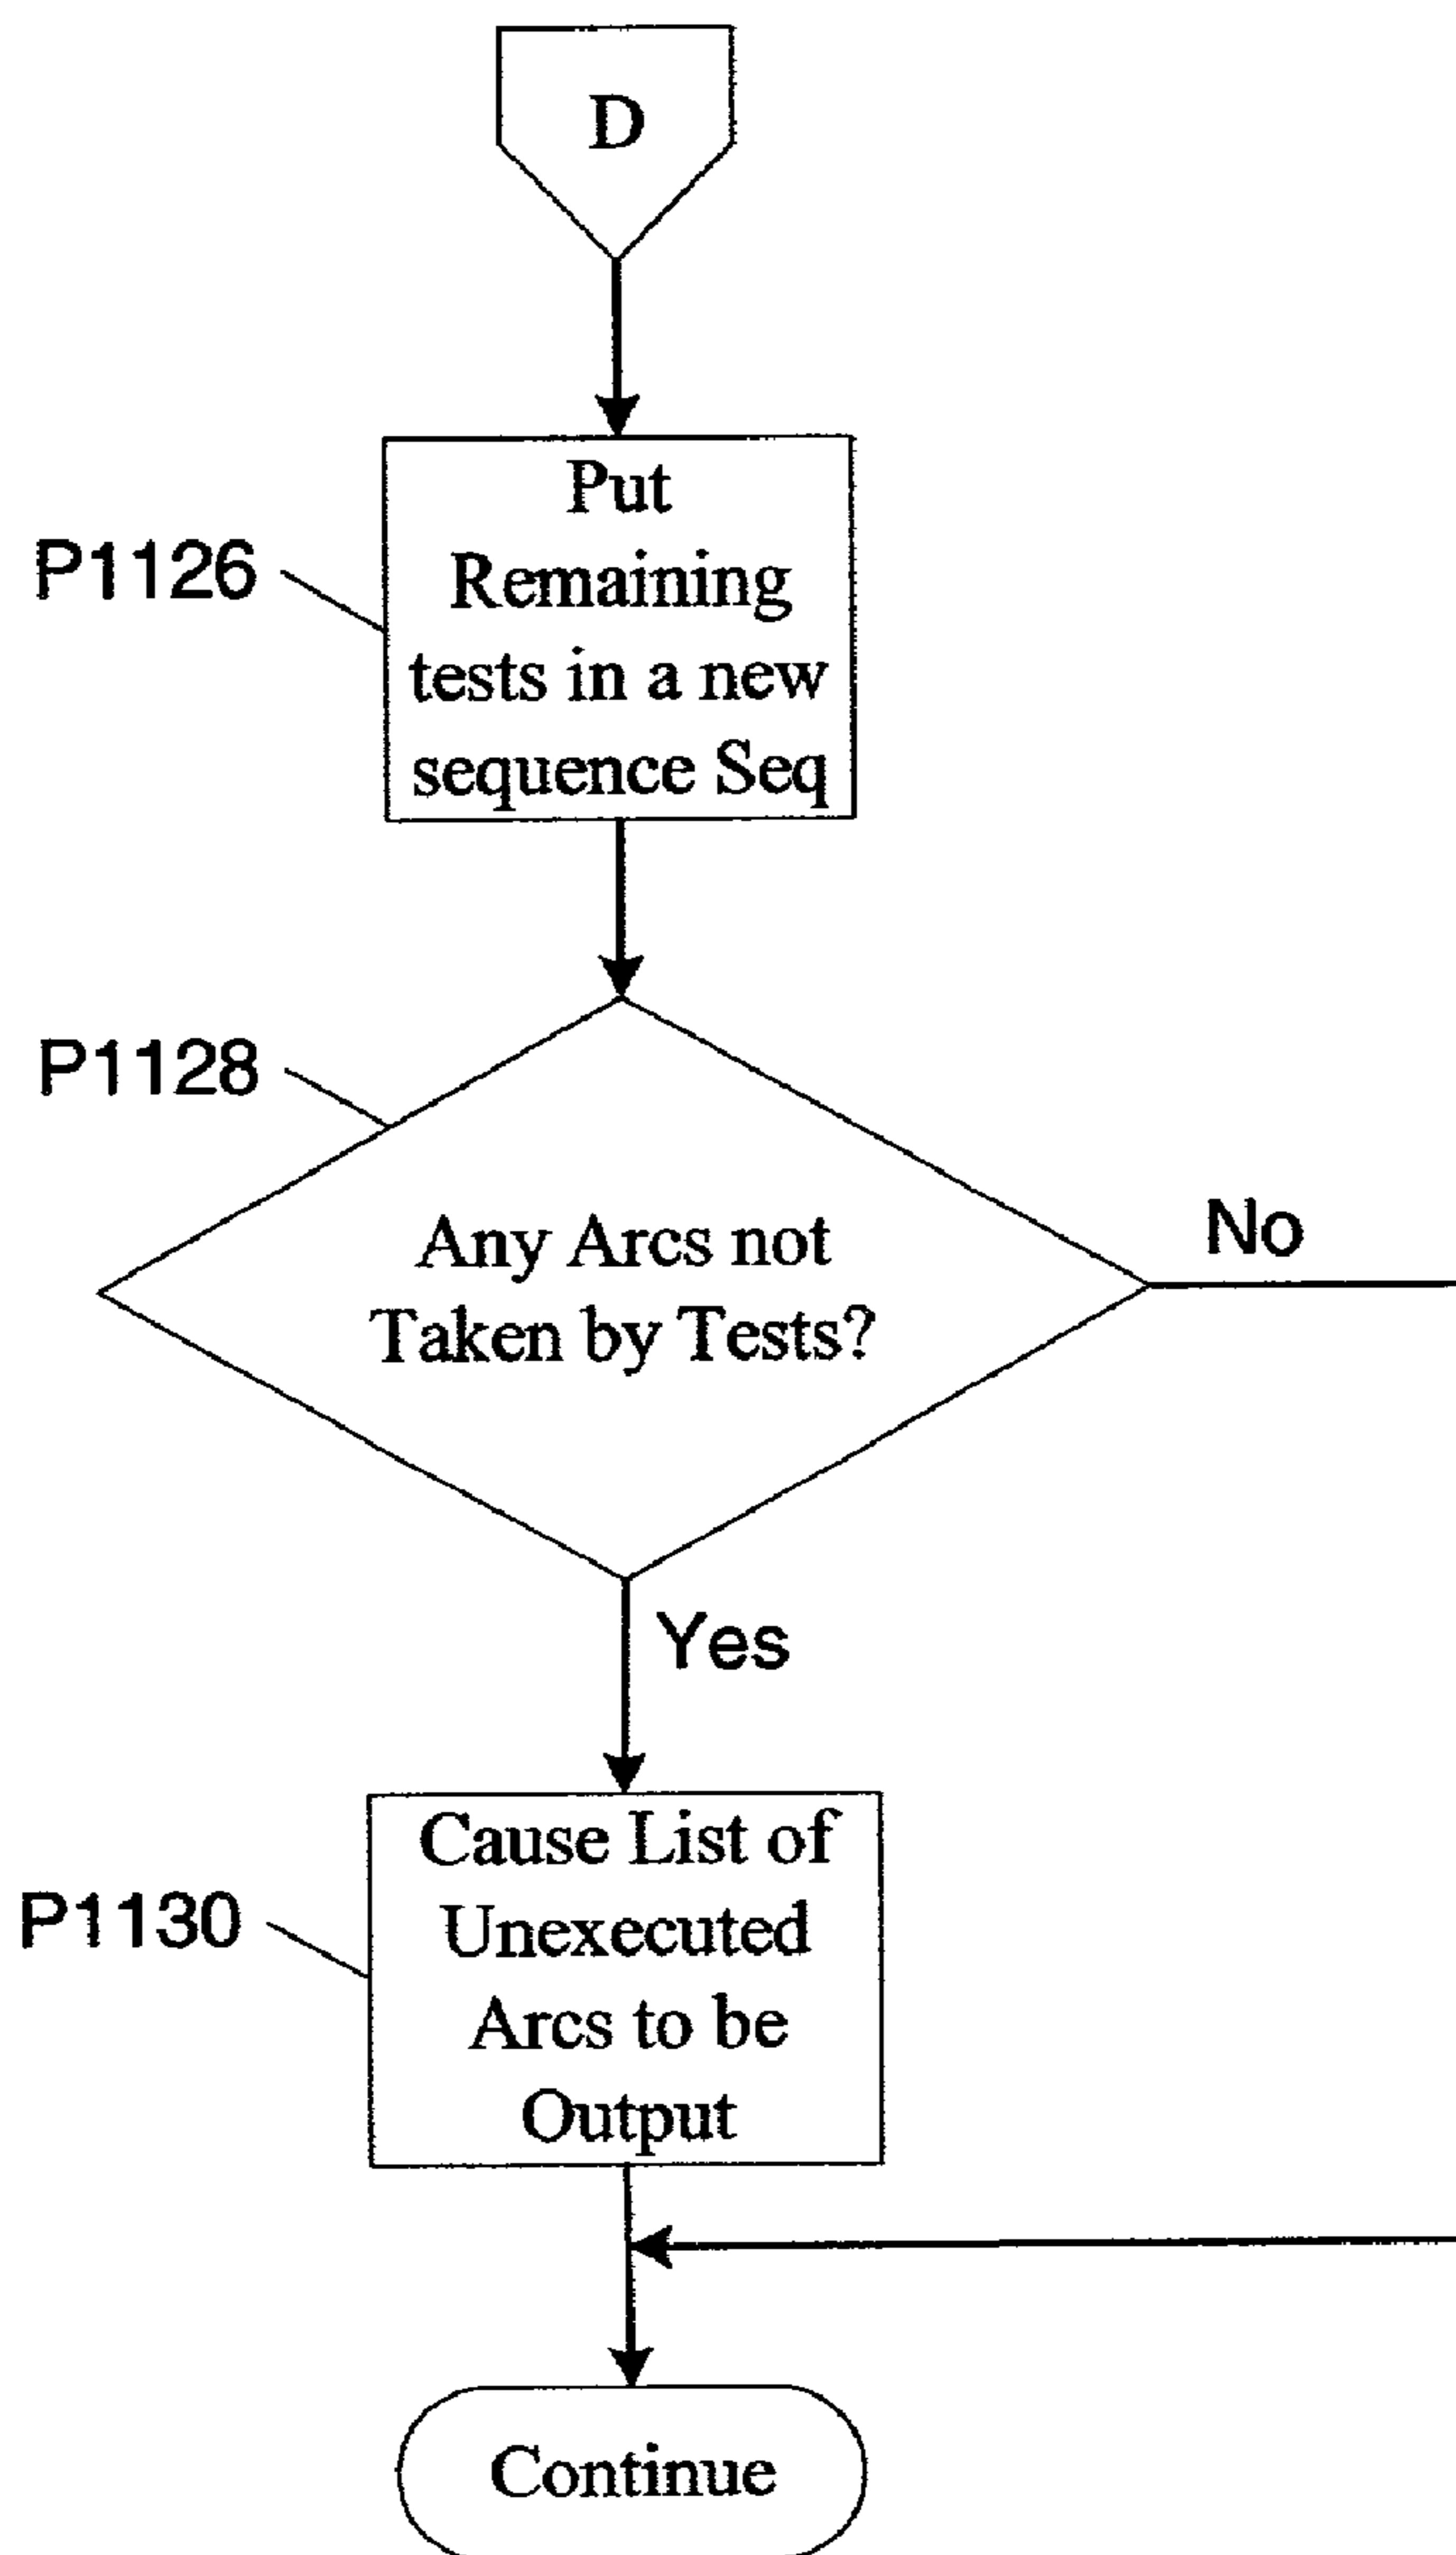 D
Put
Remaining
tests in a new
sequence Seq
P1126
P1128
Any Arcs not
Taken by Tests?
No
Yes
Cause List of
Unexecuted
Arcs to be
Output
P1130
Continue